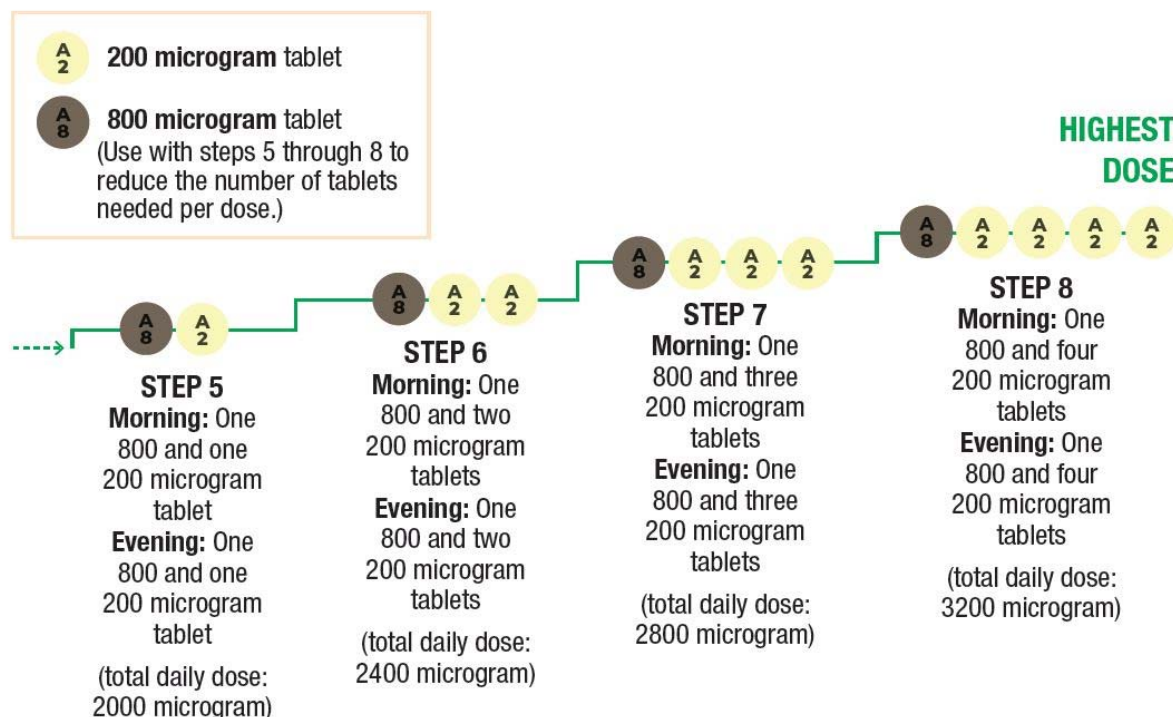 A
2
200 microgram tablet
A
8
800 microgram tablet
(Use with steps 5 through 8 to
reduce the number of tablets
needed per dose.)
HIGHEST
DOSE
A
8
A
2
STEP 5
Morning: One
800 and one
200 microgram
tablet
Evening: One
800 and one
200 microgram
tablet
(total daily dose:
2000 microgram)
A
8
A
2
A
2
STEP 6
Morning: One
800 and two
200 microgram
tablets
Evening: One
800 and two
200 microgram
tablets
(total daily dose:
2400 microgram)
A
8
A
2
A
2
A
2
STEP 7
Morning: One
800 and three
200 microgram
tablets
Evening: One
800 and three
200 microgram
tablets
(total daily dose:
2800 microgram)
A
8
A
2
A
2
A
2
A
2
STEP 8
Morning: One
800 and four
200 microgram
tablets
Evening: One
800 and four
200 microgram
tablets
(total daily dose:
3200 microgram)